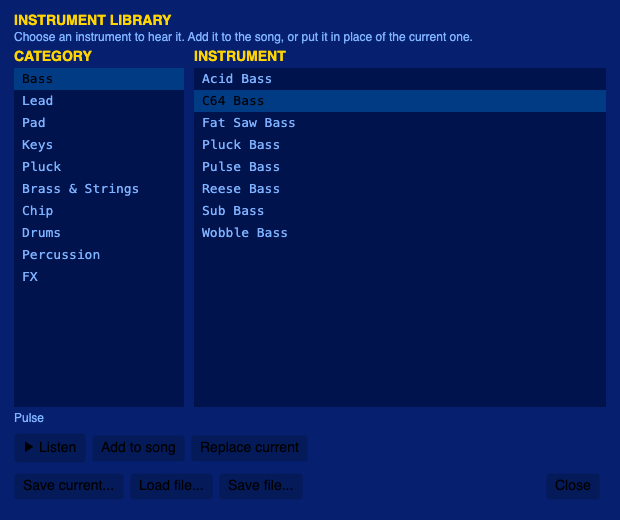 INSTRUMENT LIBRARY
Choose an instrument to hear it. Add it to the song, or put it in place of the current one.
CATEGORY
Bass
Lead
Pad
Keys
Pluck
Brass & Strings
Chip
Drums
Percussion
FX
INSTRUMENT
Acid Bass
C64 Bass
Fat Saw Bass
Pluck Bass
Pulse Bass
Reese Bass
Sub Bass
Wobble Bass
Pulse
Listen Add to song Replace current
Save current... Load file... Save file... Close